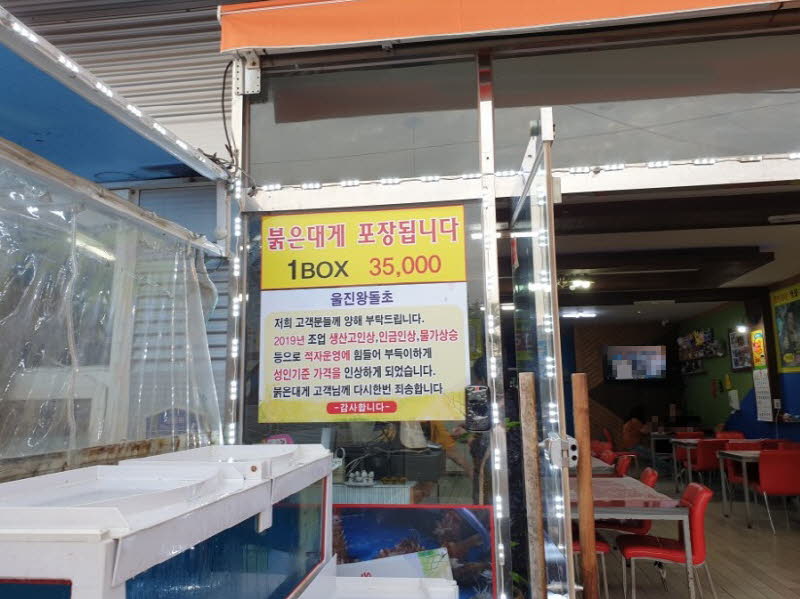 붉은대게 포장됩니다
1BOX 35,000
울진왕돌초
저희 고객분들께 양해 부탁드립니다.
2019년 조업 생산고인상,인금인상,물가상승
등으로 적자운영에 힘들어 부득이하게
성인기준 가격을 인상하게 되었습니다.
붉은대게 고객님께 다시한번 죄송합니다
-감사합니다-